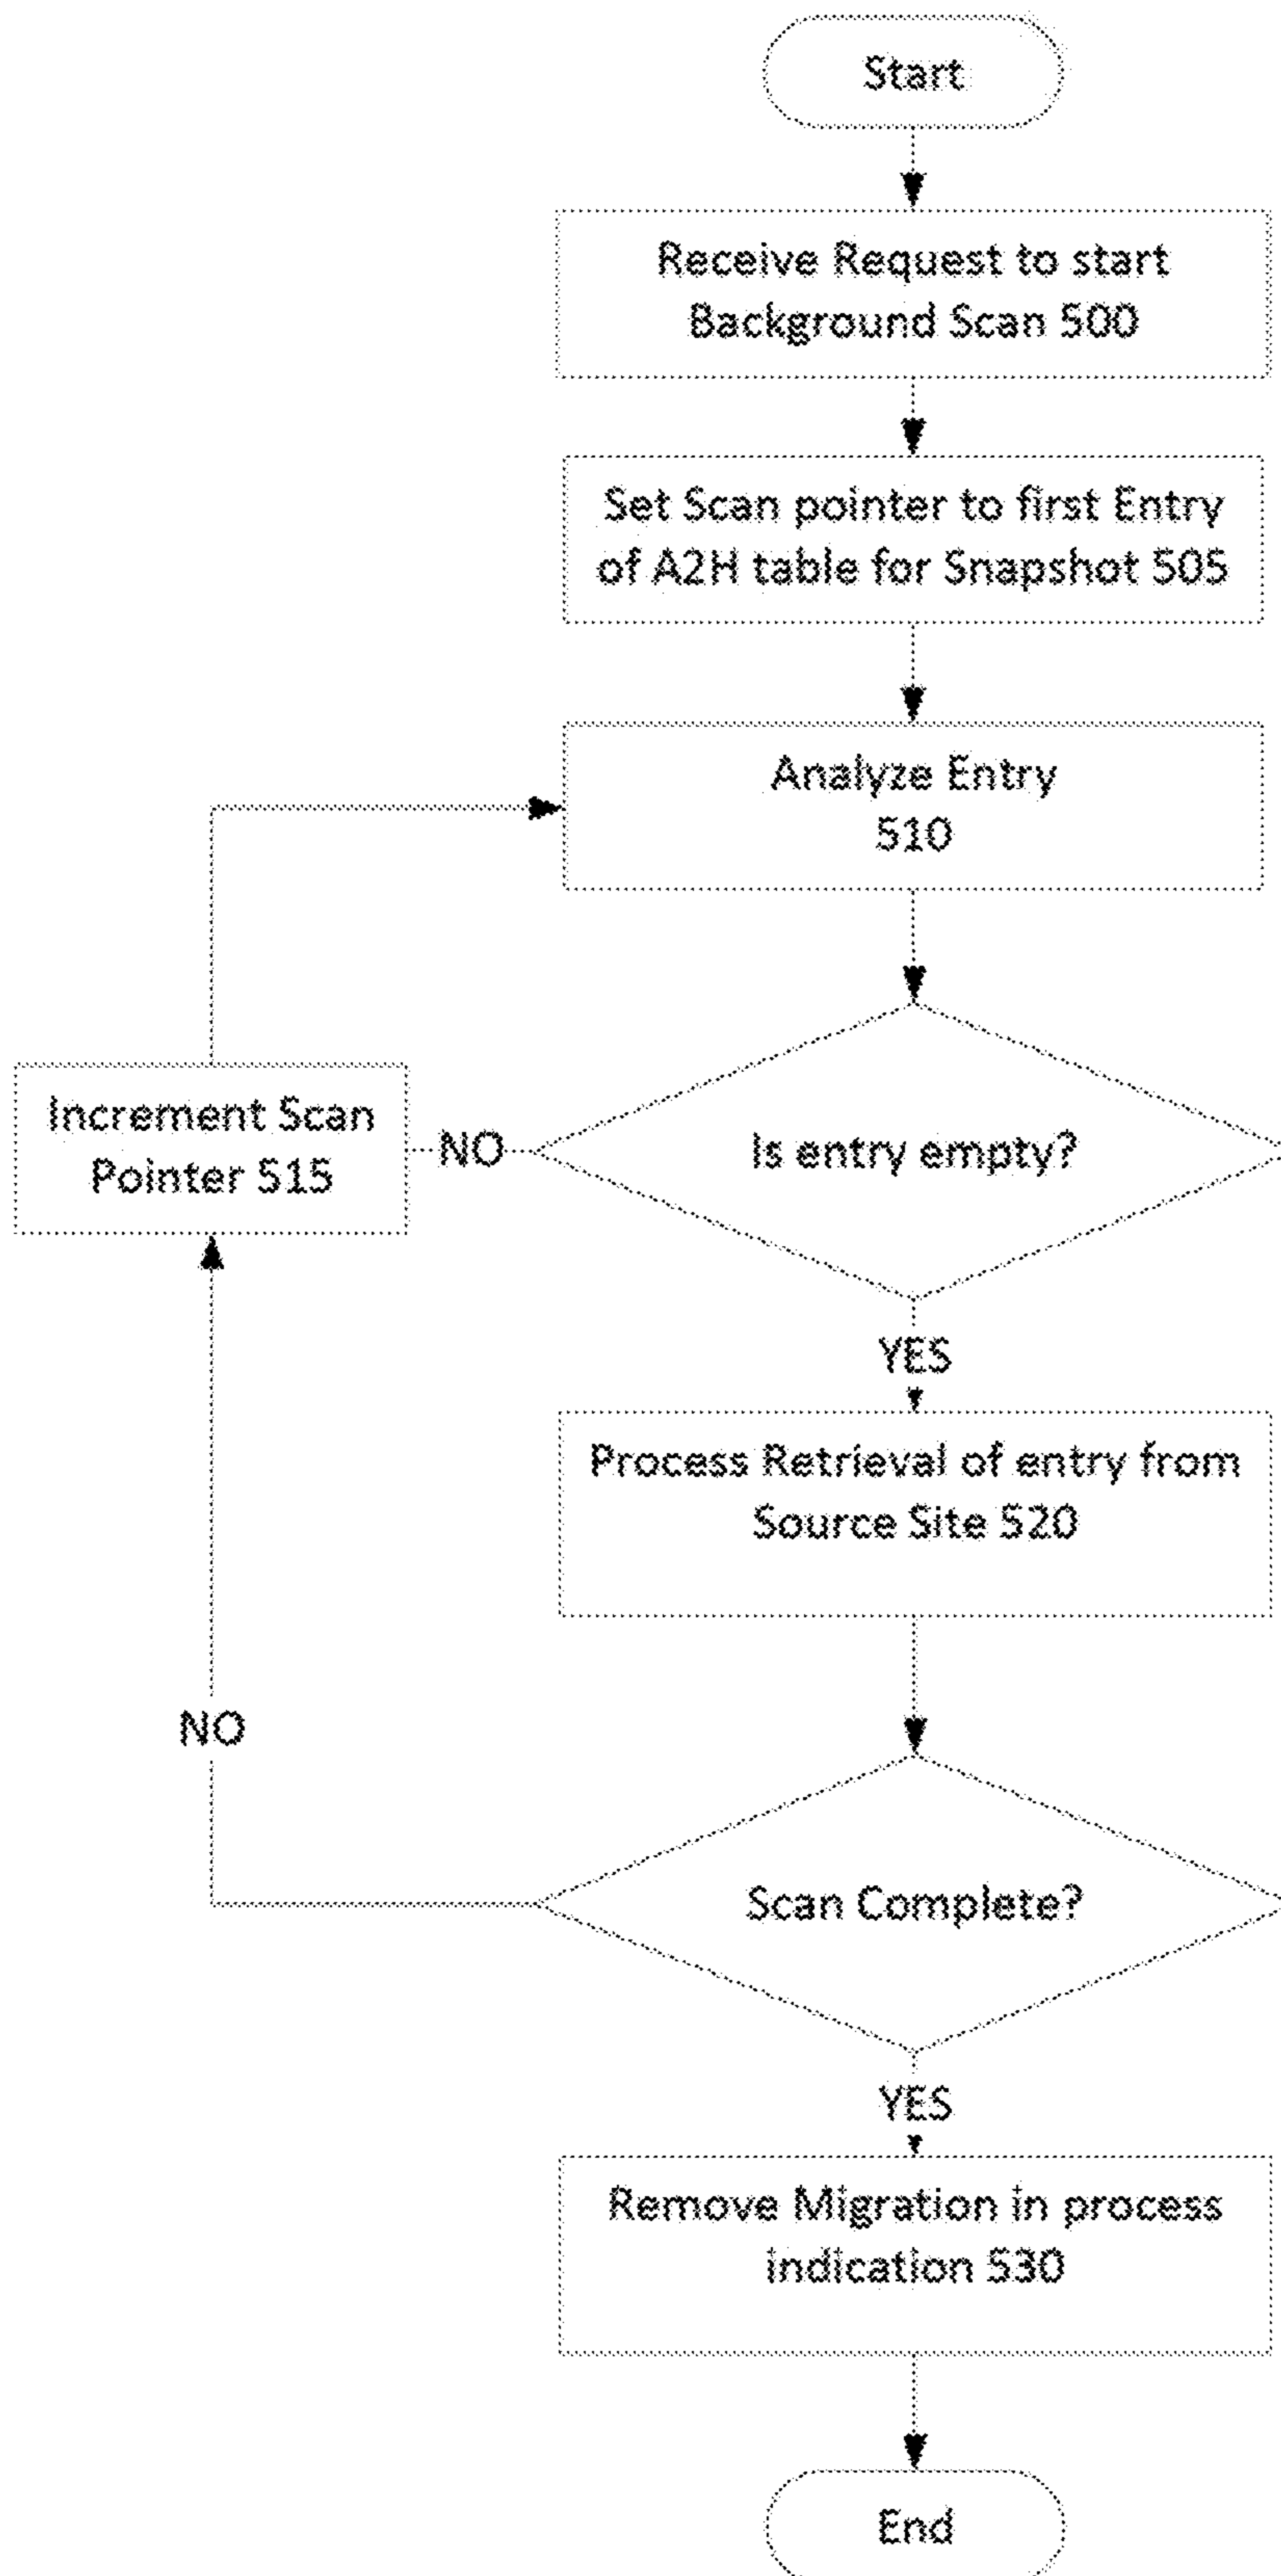 Start
Receive Request to start
Background Scan 500
Set Scan pointer to first Entry
of A2H table for Snapshot 505
Analyze Entry
510
Increment Scan
Pointer 515
NO
Is entry empty?
YES
Process Retrieval of entry from
Source Site 520
NO
Scan Complete?
YES
Remove Migration in process
indication 530
End